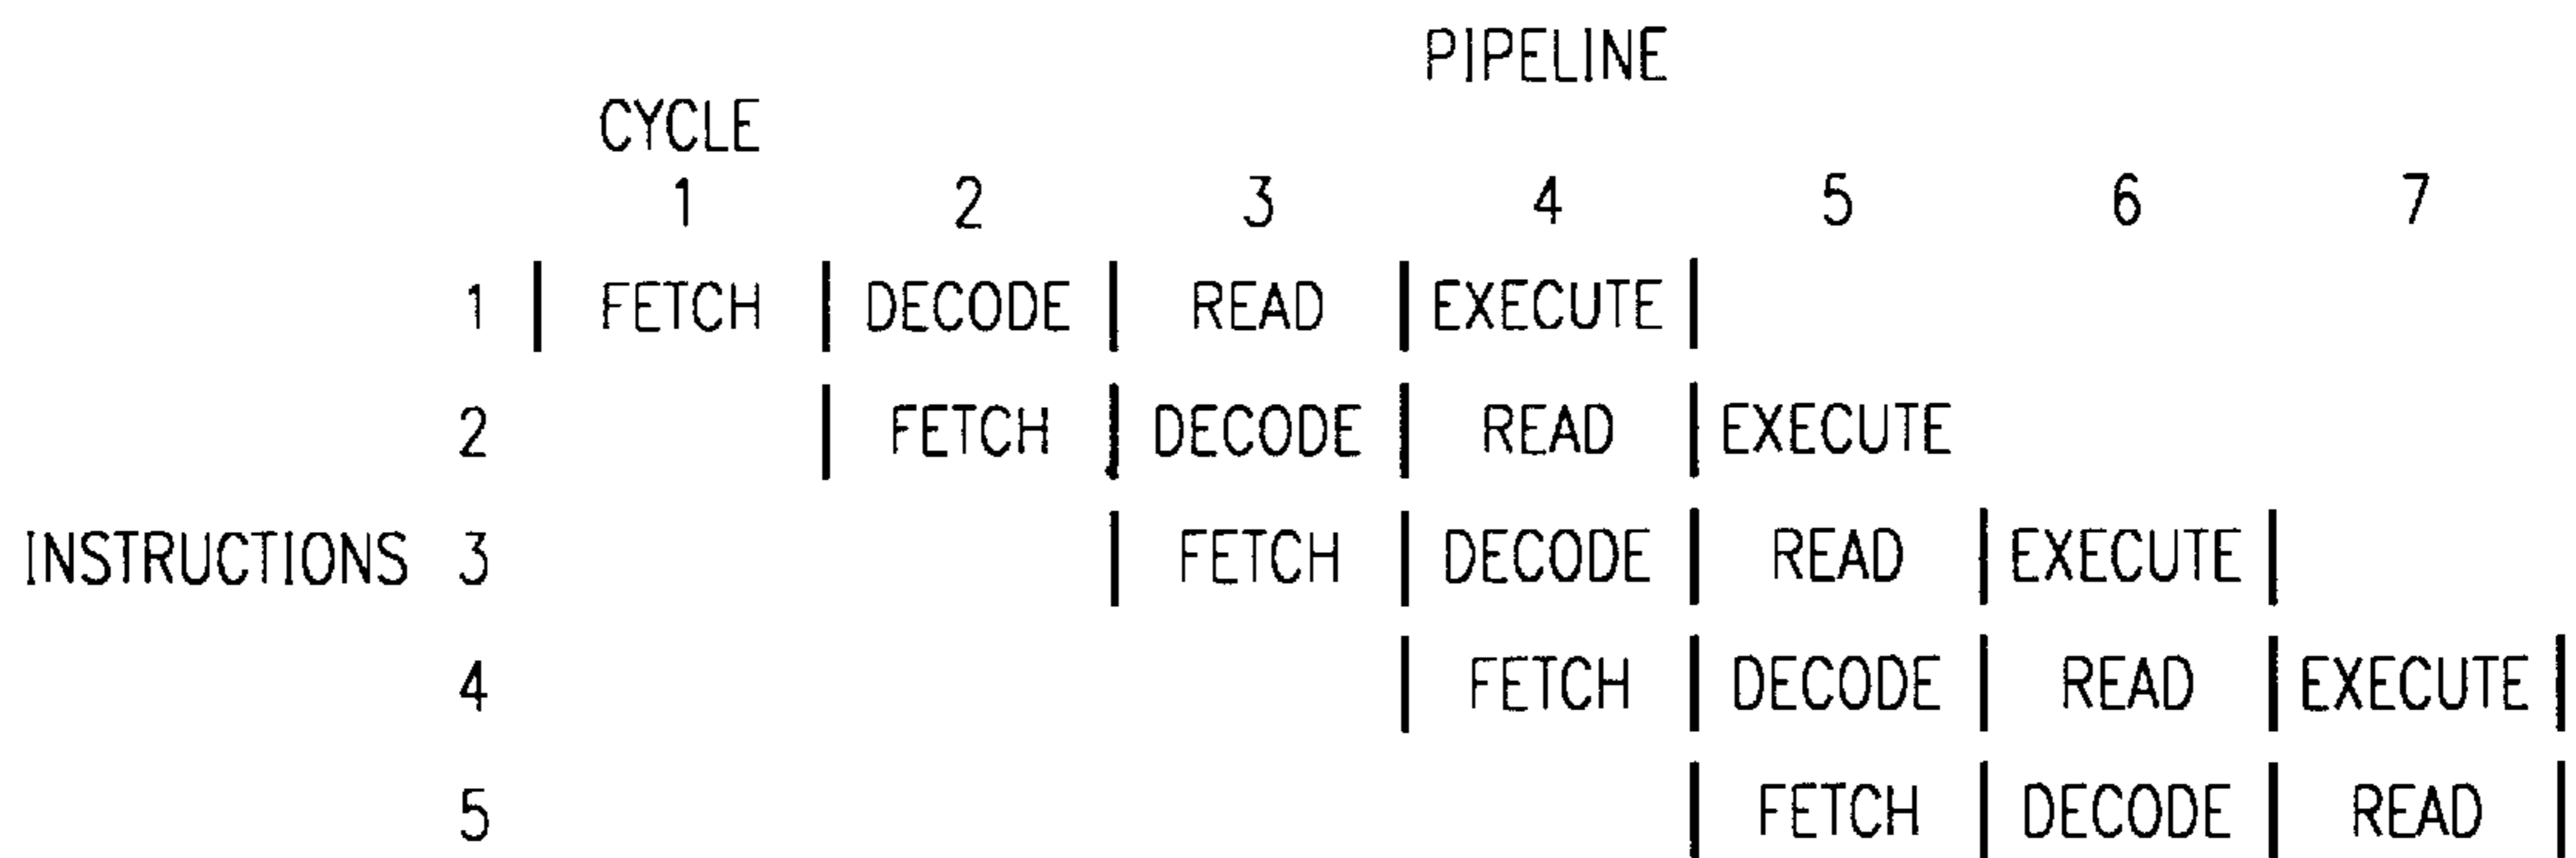 PIPELINE
CYCLE
1 2 3 4 5 6 7
1 | FETCH | DECODE | READ | EXECUTE |
2 | FETCH | DECODE | READ | EXECUTE
INSTRUCTIONS 3 | FETCH | DECODE | READ | EXECUTE |
4 | FETCH | DECODE | READ | EXECUTE |
5 | FETCH | DECODE | READ |